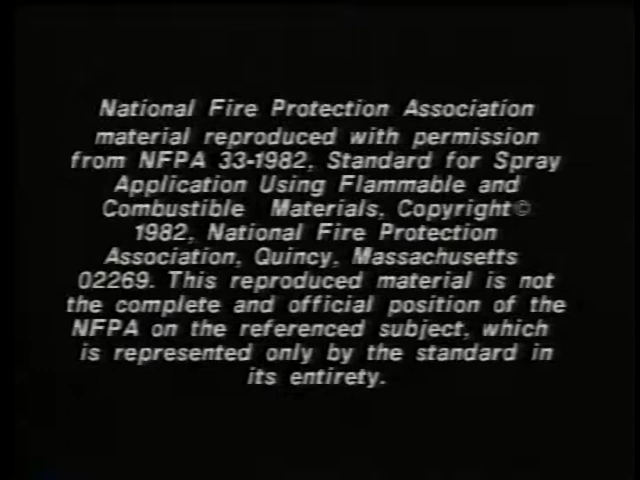 National Fire Protection Association
material reproduced with permission
from NFPA 33-1982, Standard for Spray
Application Using Flammable and
Combustible Materials, Copyright©
1982, National Fire Protection
Association, Quincy, Massachusetts
02269. This reproduced material is not
the complete and official position of the
NFPA on the referenced subject, which
is represented only by the standard in
its entirety.